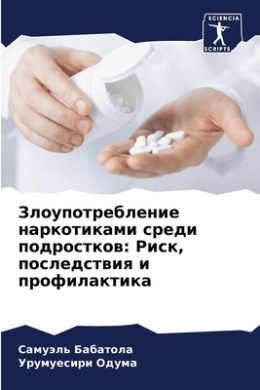 SCIENCIA
SCRIPTS
Злоупотребление
наркотиками среди
подростков: Риск,
последствия и
профилактика
Самуэль Бабатола
Урумуесири Одума